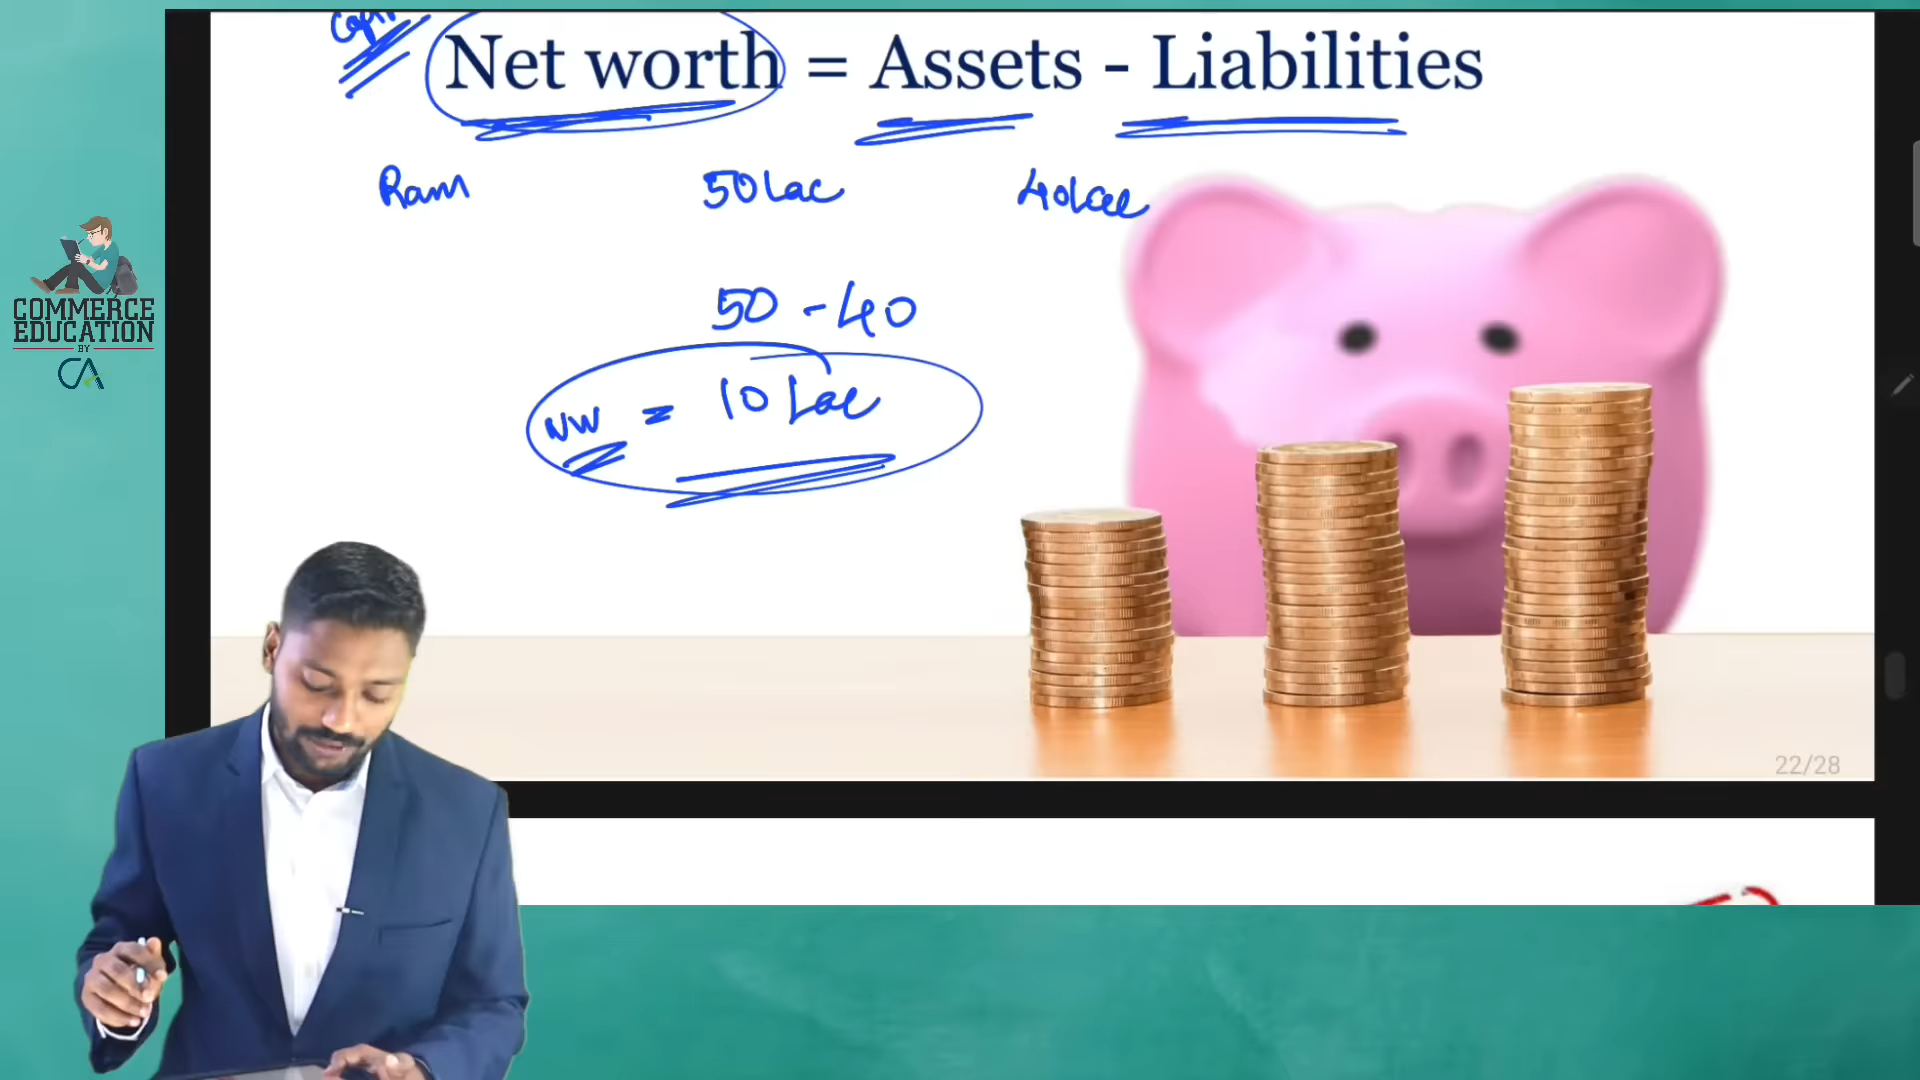 Net worth = Assets - Liabilities
Ram 50 Lac 40 Lac
50 - 40
NW = 10 Lac
COMMERCE
EDUCATION
BY
CA
22/28